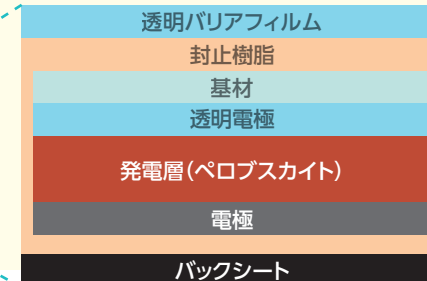 透明バリアフィルム
封止樹脂
基材
透明電極
発電層(ペロブスカイト)
電極
バックシート